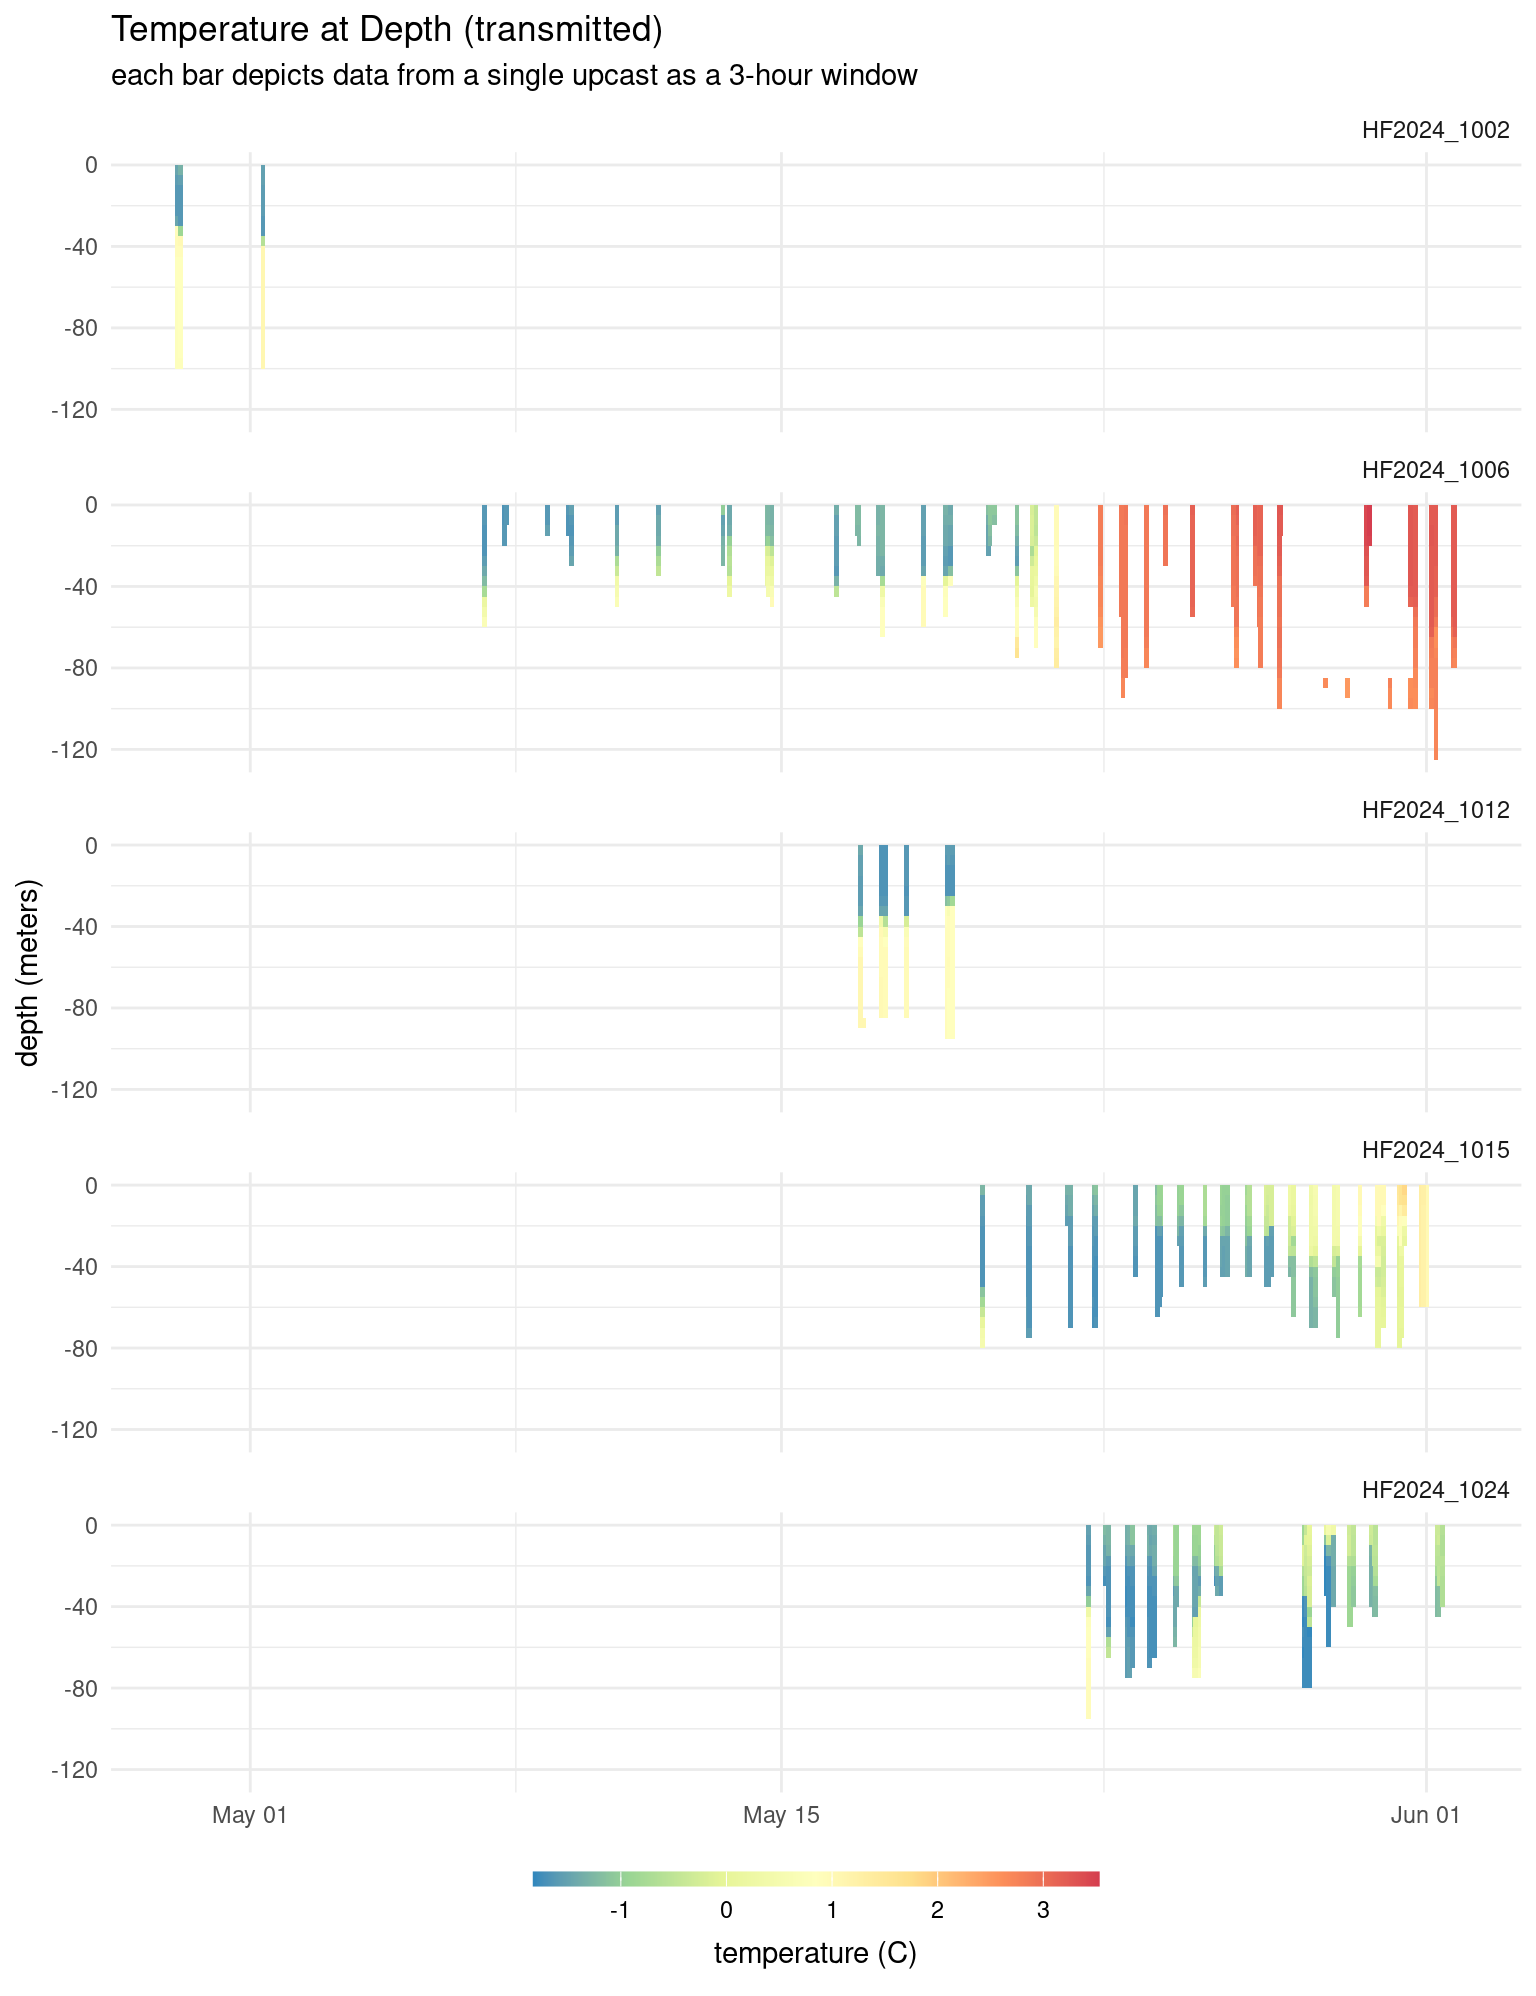 Temperature at Depth (transmitted)
each bar depicts data from a single upcast as a 3-hour window
HF2024_1002
0
-40
-80
-120
HF2024_1006
0
-40
-80
-120
HF2024_1012
0
-40
-80
-120
depth (meters)
HF2024_1015
0
-40
-80
-120
HF2024_1024
0
-40
-80
-120
May 01 May 15 Jun 01
-1 0 1 2 3
temperature (C)